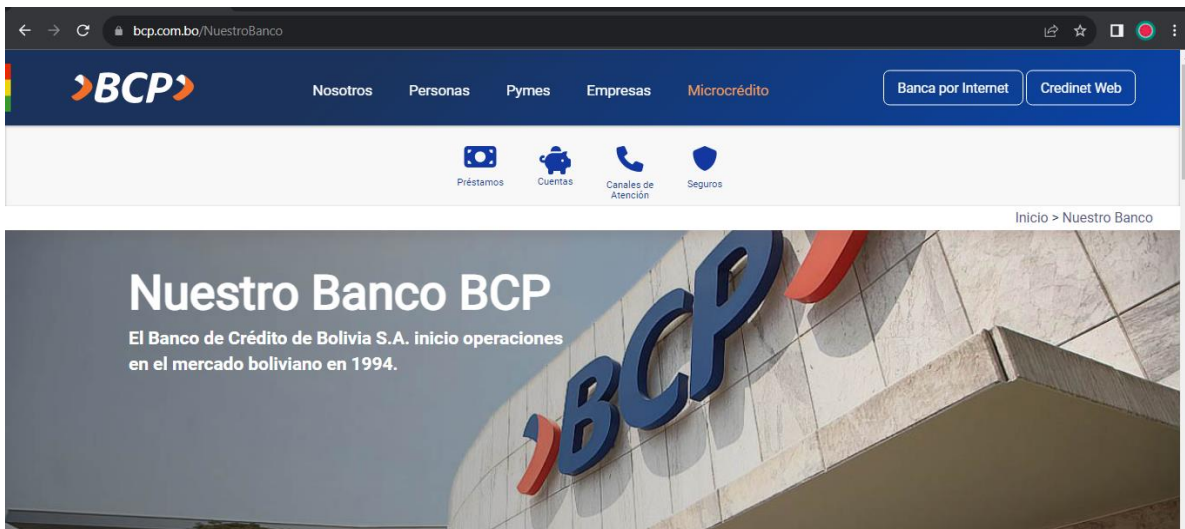 bcp.com.bo/NuestroBanco
BCP
Nosotros Personas Pymes Empresas Microcrédito
Banca por Internet Credinet Web
Préstamos Cuentas Canales de Seguros
Atención
Inicio > Nuestro Banco
Nuestro Banco BCP
El Banco de Crédito de Bolivia S.A. inicio operaciones
en el mercado boliviano en 1994.
BCP